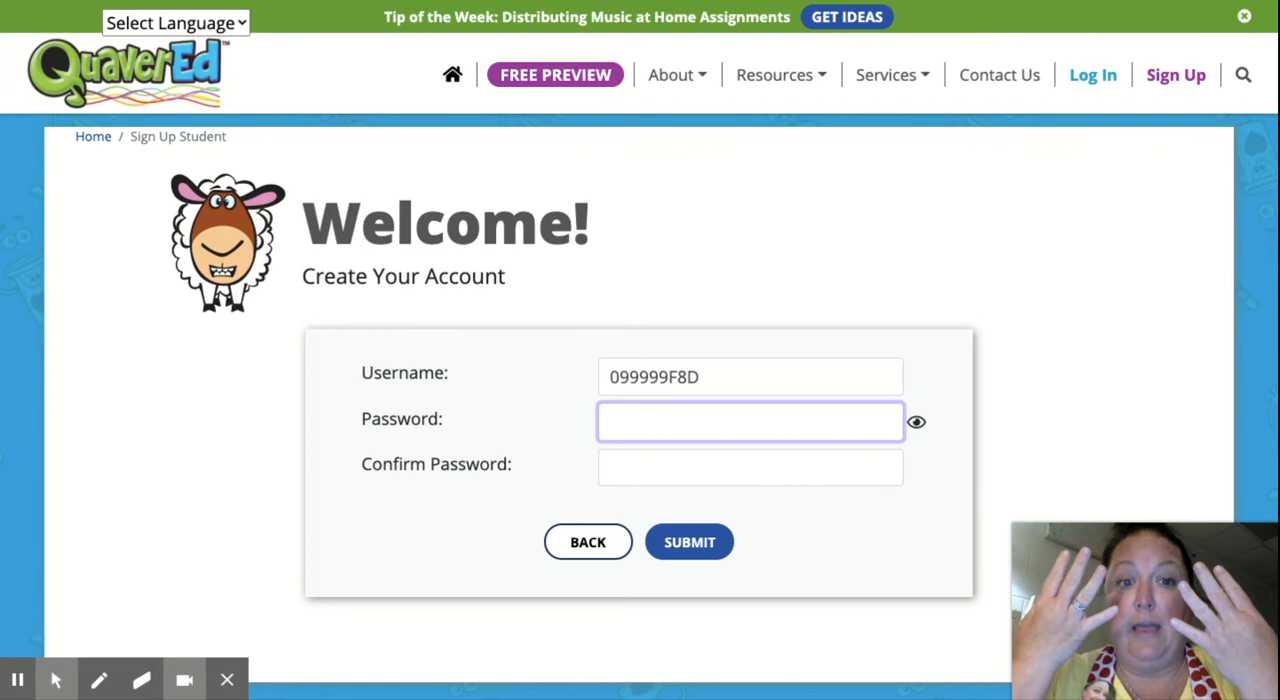 Tip of the Week: Distributing Music at Home Assignments GET IDEAS
Select Language
QuaverEd™
FREE PREVIEW About Resources Services Contact Us Log In Sign Up
Home / Sign Up Student
Welcome!
Create Your Account
Username: 099999F8D
Password:
Confirm Password:
BACK SUBMIT